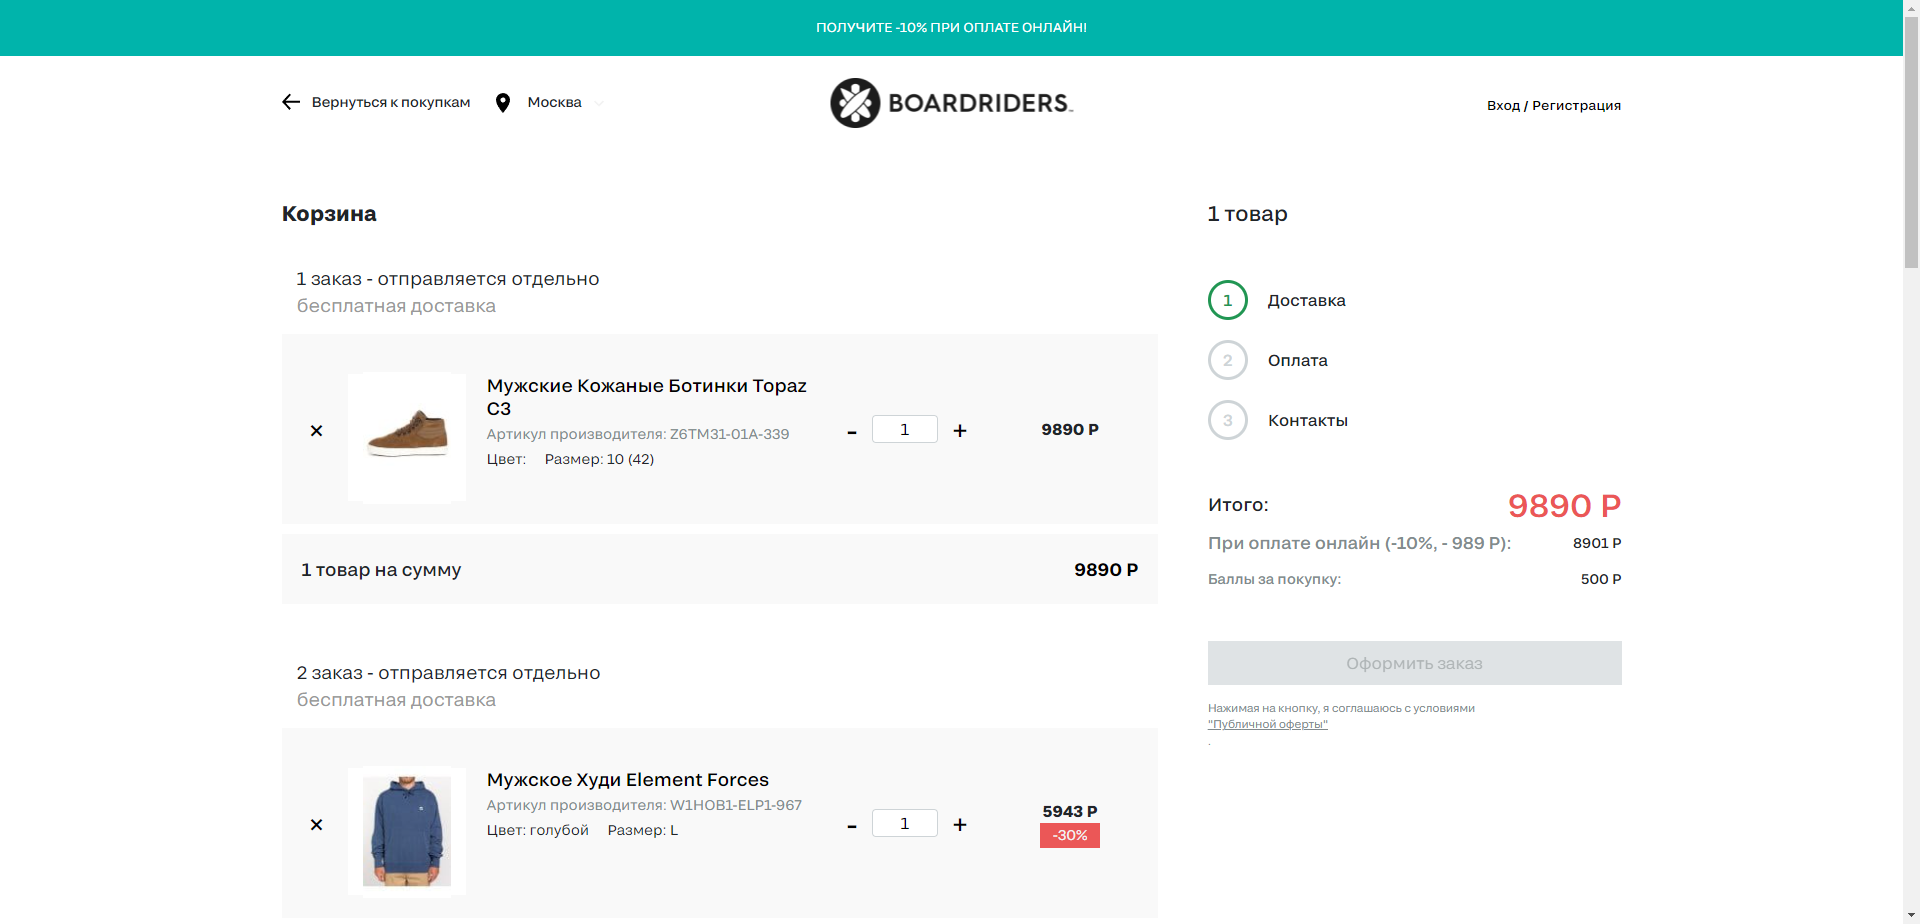 ПОЛУЧИТЕ -10% ПРИ ОПЛАТЕ ОНЛАЙН!
Вернуться к покупкам
Москва
BOARDRIDERS
Вход / Регистрация
Корзина
1 заказ - отправляется отдельно
бесплатная доставка
Мужские Кожаные Ботинки Topaz
C3
Артикул производителя: Z6TM31-01A-339
Цвет: Размер: 10 (42)
- 1 +
9890 Р
1 товар на сумму
9890 Р
2 заказ - отправляется отдельно
бесплатная доставка
Мужское Худи Element Forces
Артикул производителя: W1HOB1-ELP1-967
Цвет: голубой Размер: L
- 1 +
5943 Р
-30%
1 товар
1 Доставка
2 Оплата
3 Контакты
Итого: 9890 Р
При оплате онлайн (-10%, - 989 Р): 8901 Р
Баллы за покупку: 500 Р
Оформить заказ
Нажимая на кнопку, я соглашаюсь с условиями
"Публичной оферты"
.